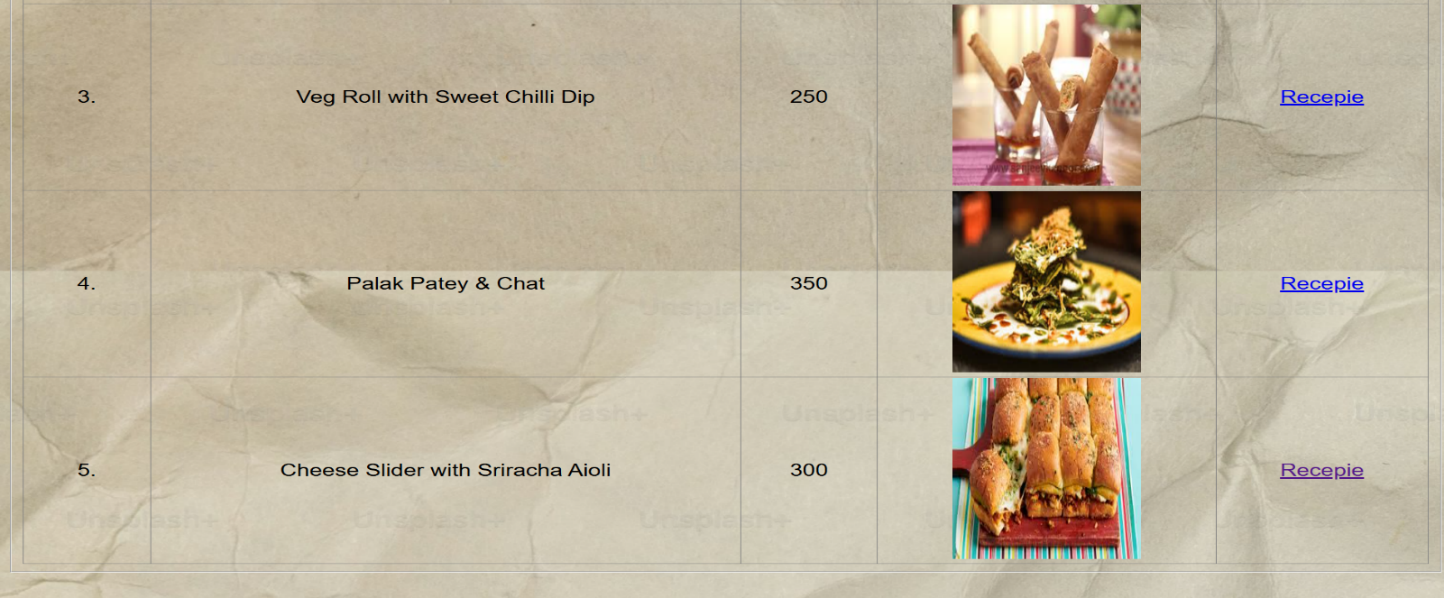 3.
Veg Roll with Sweet Chilli Dip
250
Recepie
4.
Palak Patey & Chat
350
Recepie
5.
Cheese Slider with Sriracha Aioli
300
Recepie
Unsplash+